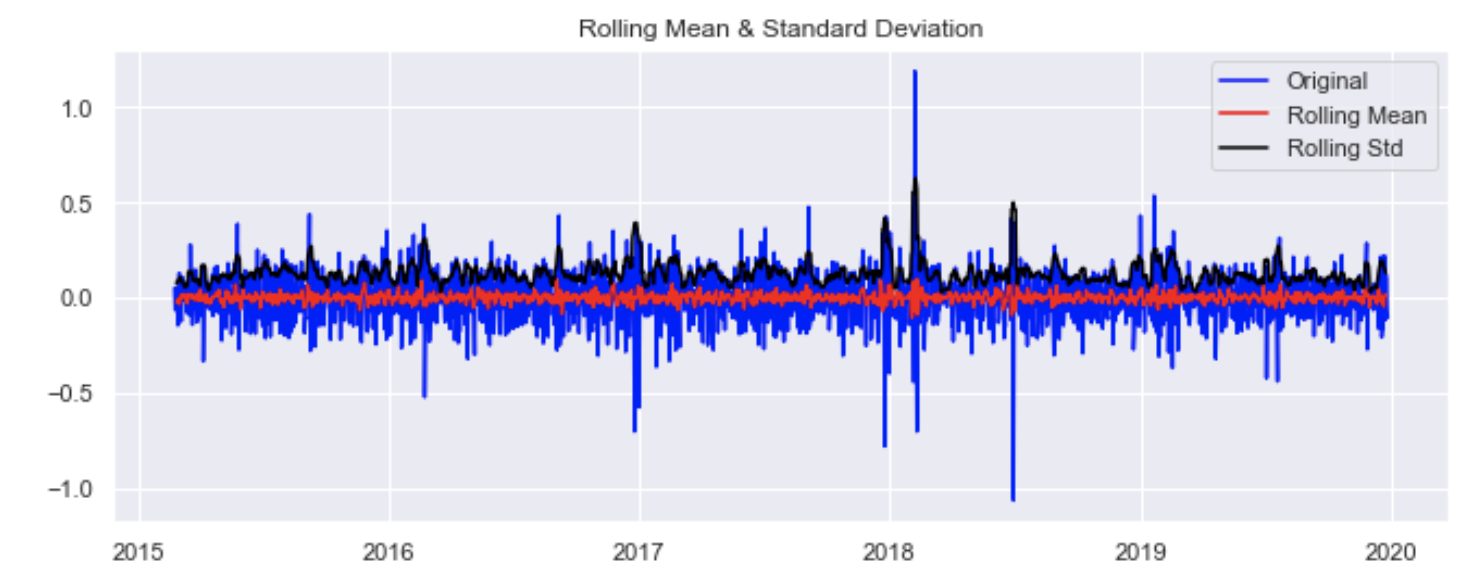 Rolling Mean & Standard Deviation
Original
Rolling Mean
Rolling Std
1.0
0.5
0.0
−0.5
−1.0
2015 2016 2017 2018 2019 2020